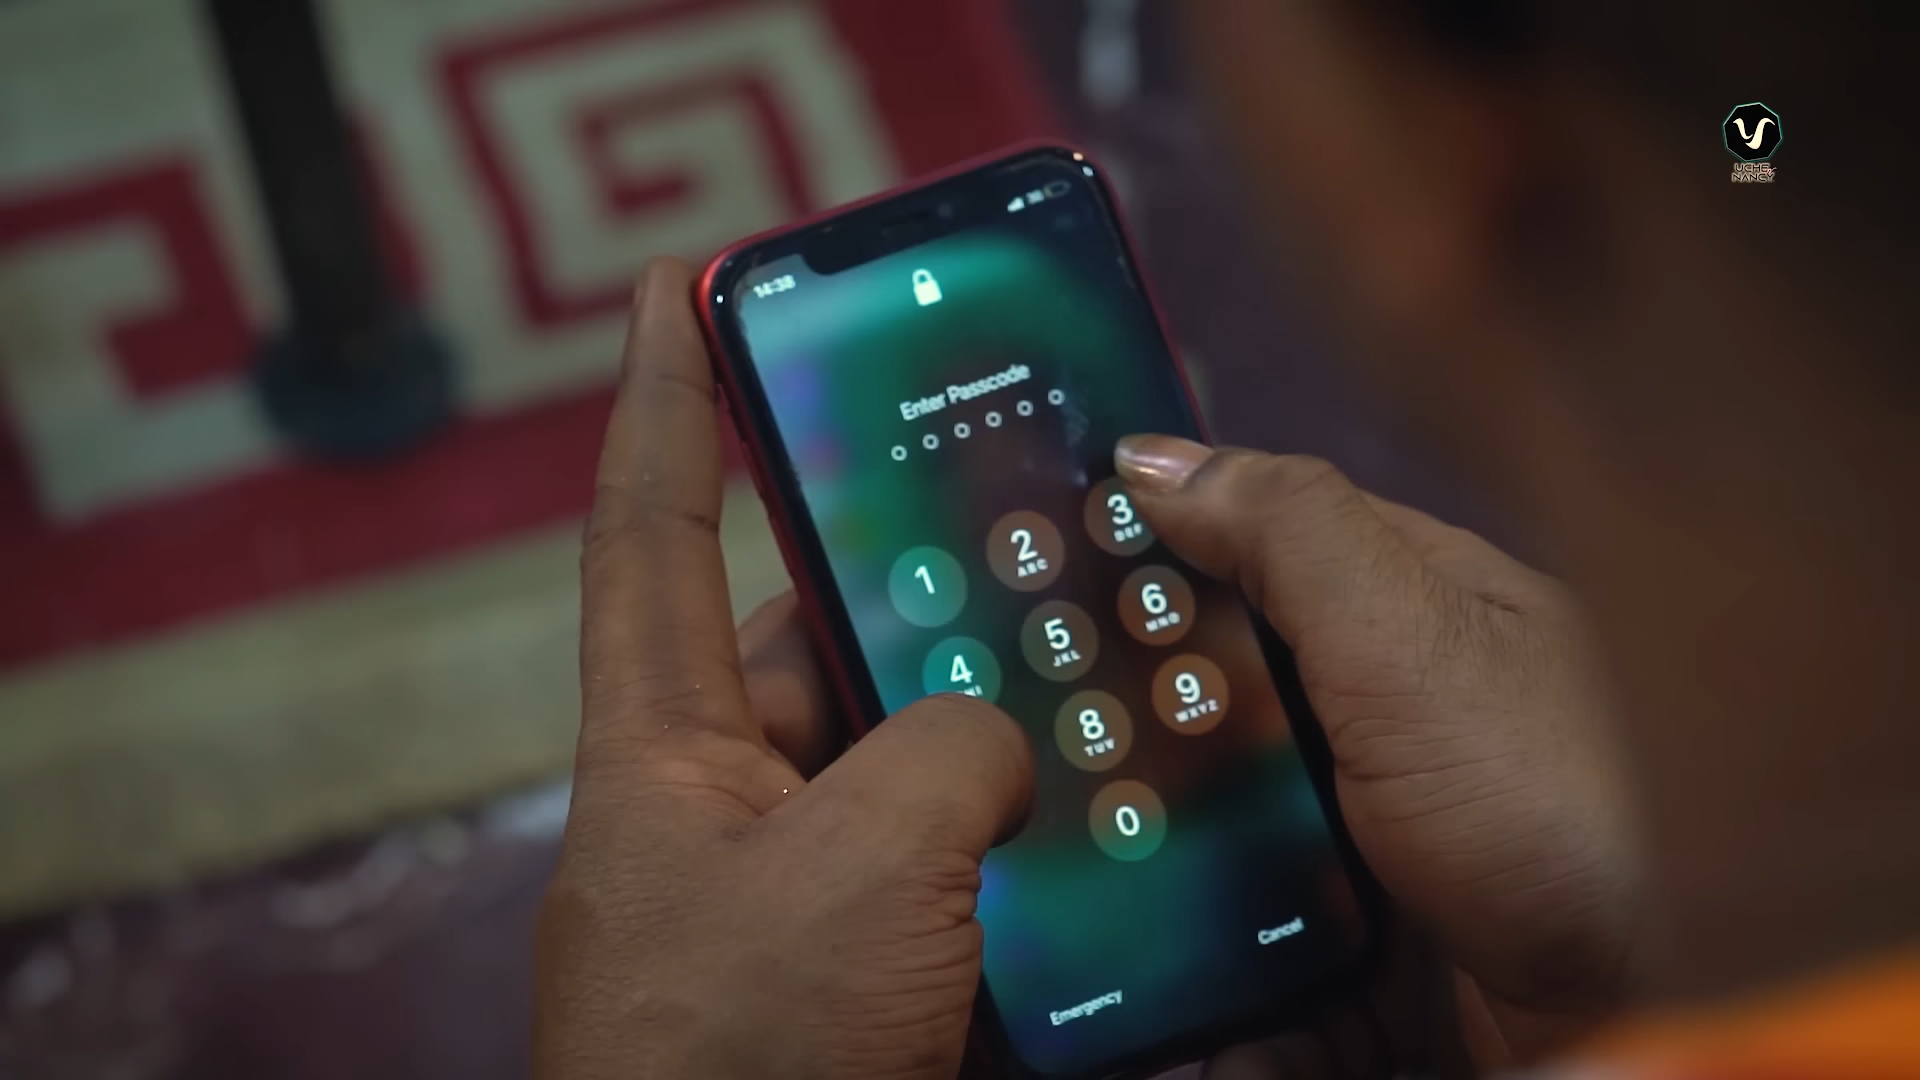 UCHE
NANCY
14:38
3G
Enter Passcode
1
2
ABC
3
DEF
4
5
JKL
6
MNO
8
TUV
9
WXYZ
0
Cancel
Emergency